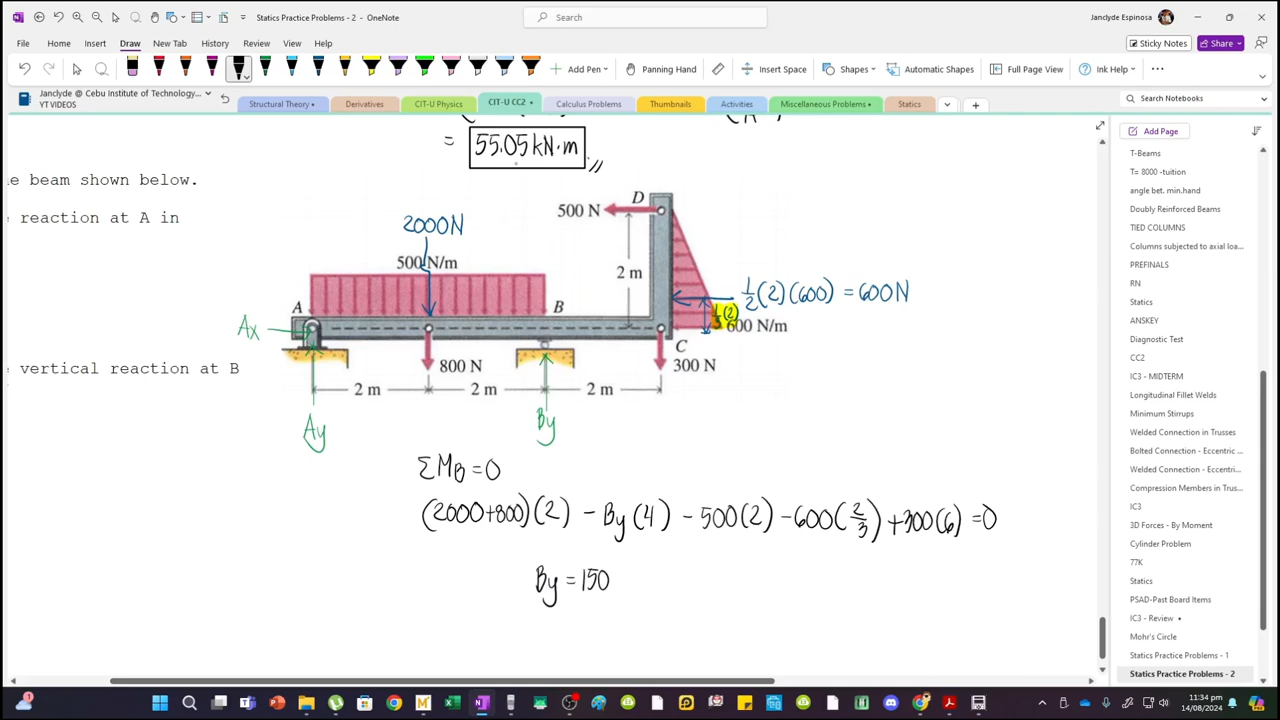 Statics Practice Problems - 2 - OneNote
Search
Janclyde Espinosa
File Home Insert Draw New Tab History Review View Help
Sticky Notes
Share
Add Pen
Panning Hand
Insert Space
Shapes
Automatic Shapes
Full Page View
Ink Help
Janclyde @ Cebu Institute of Technology...
YT VIDEOS
Structural Theory
Derivatives
CIT-U Physics
CIT-U CC2
Calculus Problems
Thumbnails
Activities
Miscellaneous Problems
Statics
Search Notebooks
= 55.05 kN·m
e beam shown below.
e reaction at A in
e vertical reaction at B
D
500 N
2000N
500 N/m
2 m
½(2)(600) = 600N
A
B
⅓(2)
600 N/m
Ax
C
800 N
300 N
2 m
2 m
2 m
Ay
By
ΣMB = 0
(2000+800)(2) - By(4) - 500(2) - 600(2/3) + 300(6) = 0
By = 150
Add Page
T-Beams
T= 8000 -tuition
angle bet. min.hand
Doubly Reinforced Beams
TIED COLUMNS
Columns subjected to axial loa...
PREFINALS
RN
Statics
ANSKEY
Diagnostic Test
CC2
IC3 - MIDTERM
Longitudinal Fillet Welds
Minimum Stirrups
Welded Connection in Trusses
Bolted Connection - Eccentric ...
Welded Connection - Eccentri...
Compression Members in Trus...
IC3
3D Forces - By Moment
Cylinder Problem
77K
Statics
PSAD-Past Board Items
IC3 - Review
Mohr's Circle
Statics Practice Problems - 1
Statics Practice Problems - 2
11:34 pm
14/08/2024